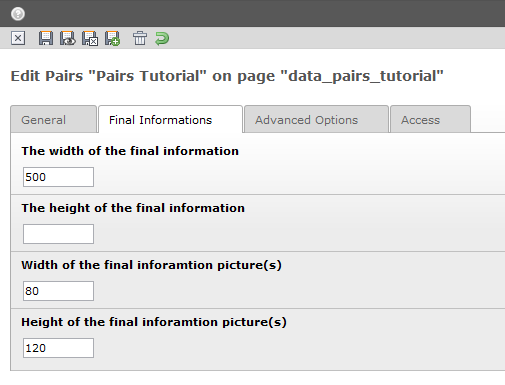 Edit Pairs "Pairs Tutorial" on page "data_pairs_tutorial"
General Final Informations Advanced Options Access
The width of the final information
500
The height of the final information
Width of the final inforamtion picture(s)
80
Height of the final inforamtion picture(s)
120